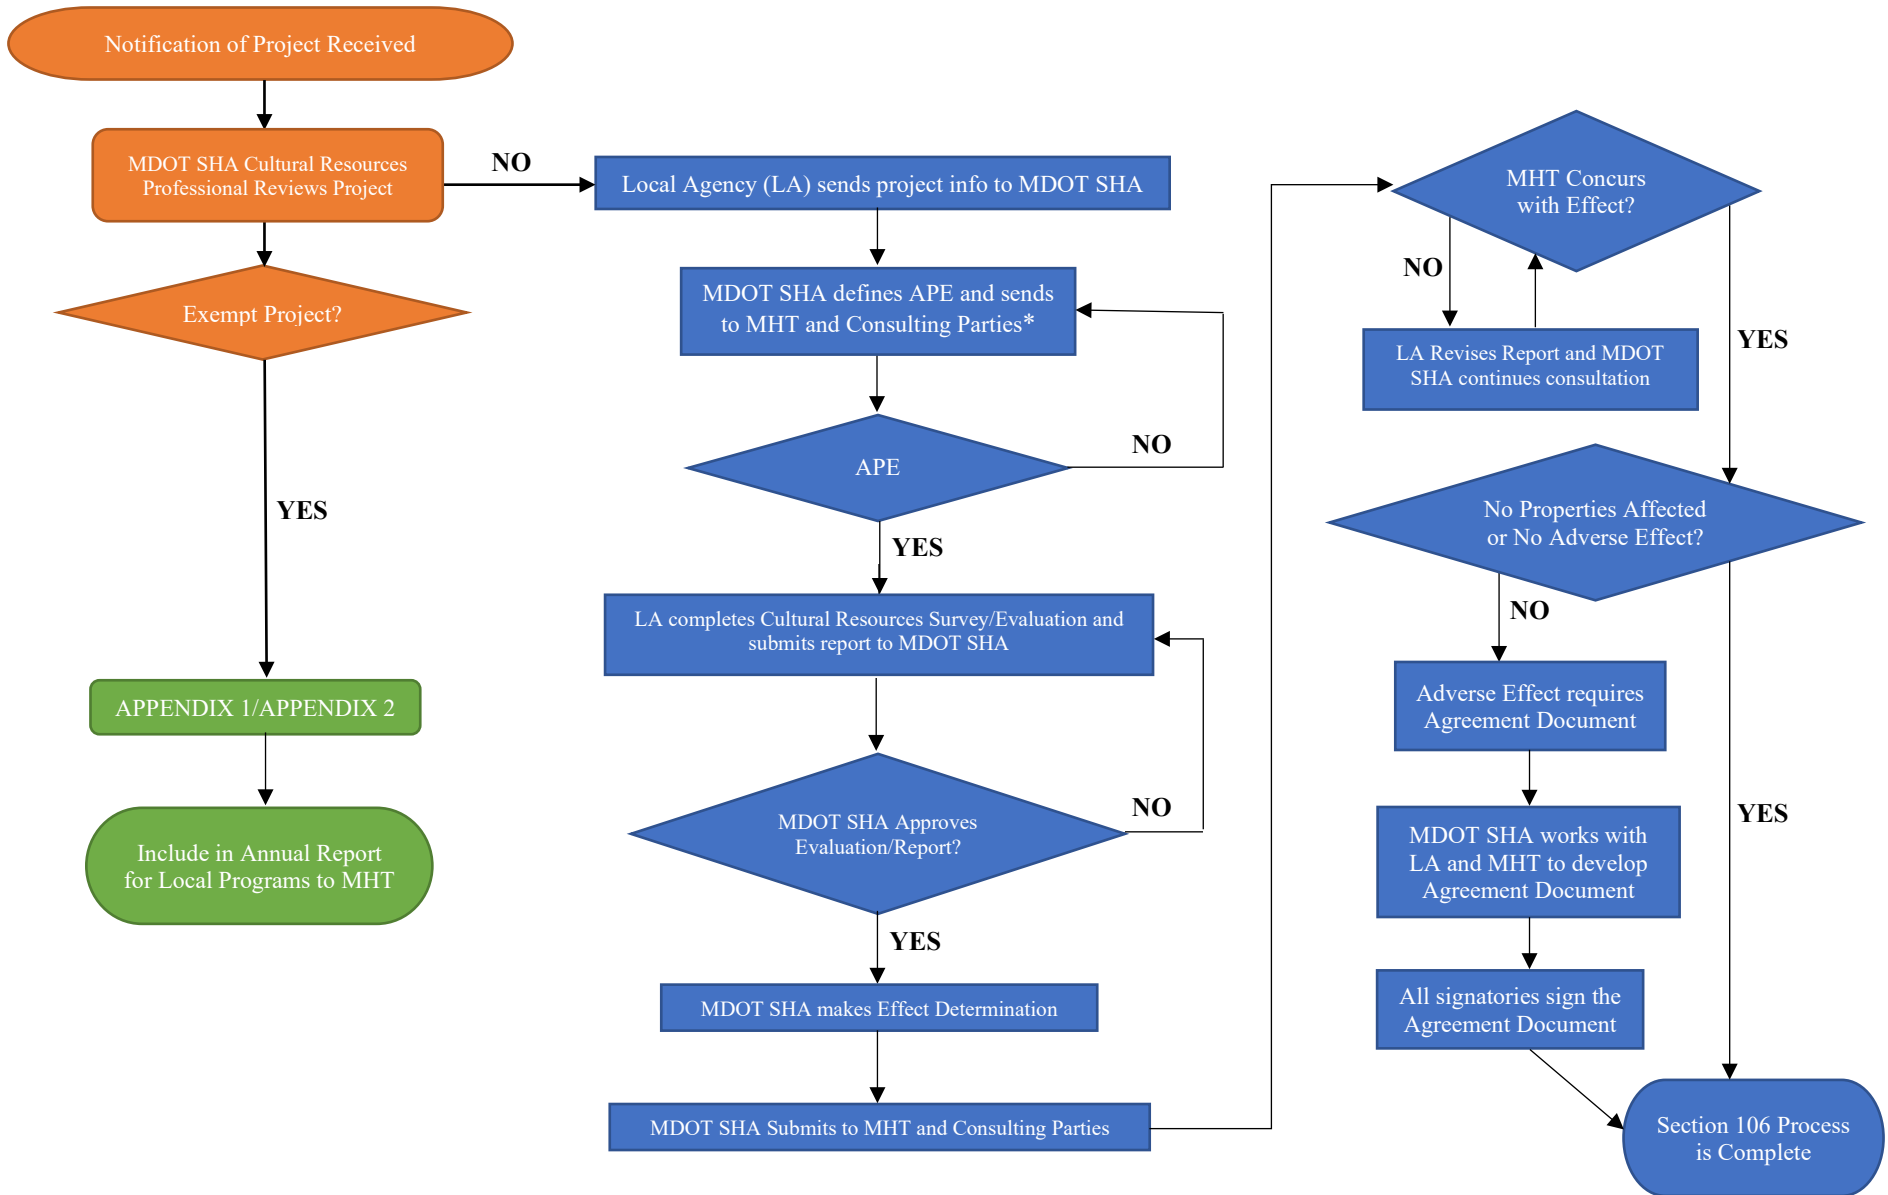 Notification of Project Received
MDOT SHA Cultural Resources
Professional Reviews Project
NO
Exempt Project?
YES
APPENDIX 1/APPENDIX 2
Include in Annual Report
for Local Programs to MHT
Local Agency (LA) sends project info to MDOT SHA
MDOT SHA defines APE and sends
to MHT and Consulting Parties*
APE
NO
YES
LA completes Cultural Resources Survey/Evaluation and
submits report to MDOT SHA
MDOT SHA Approves
Evaluation/Report?
NO
YES
MDOT SHA makes Effect Determination
MDOT SHA Submits to MHT and Consulting Parties
MHT Concurs
with Effect?
NO
YES
LA Revises Report and MDOT
SHA continues consultation
No Properties Affected
or No Adverse Effect?
NO
YES
Adverse Effect requires
Agreement Document
MDOT SHA works with
LA and MHT to develop
Agreement Document
All signatories sign the
Agreement Document
Section 106 Process
is Complete